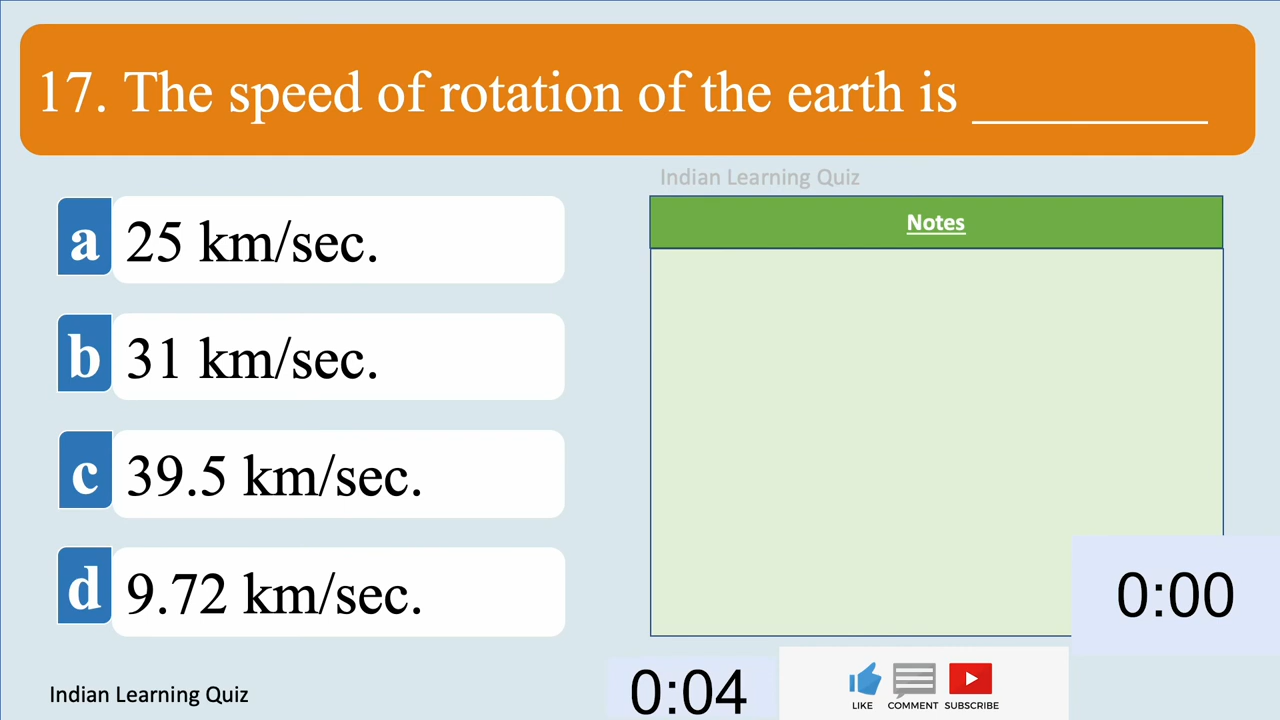 17. The speed of rotation of the earth is _________
Indian Learning Quiz
a 25 km/sec.
b 31 km/sec.
c 39.5 km/sec.
d 9.72 km/sec.
Notes
0:00
0:04
LIKE COMMENT SUBSCRIBE
Indian Learning Quiz